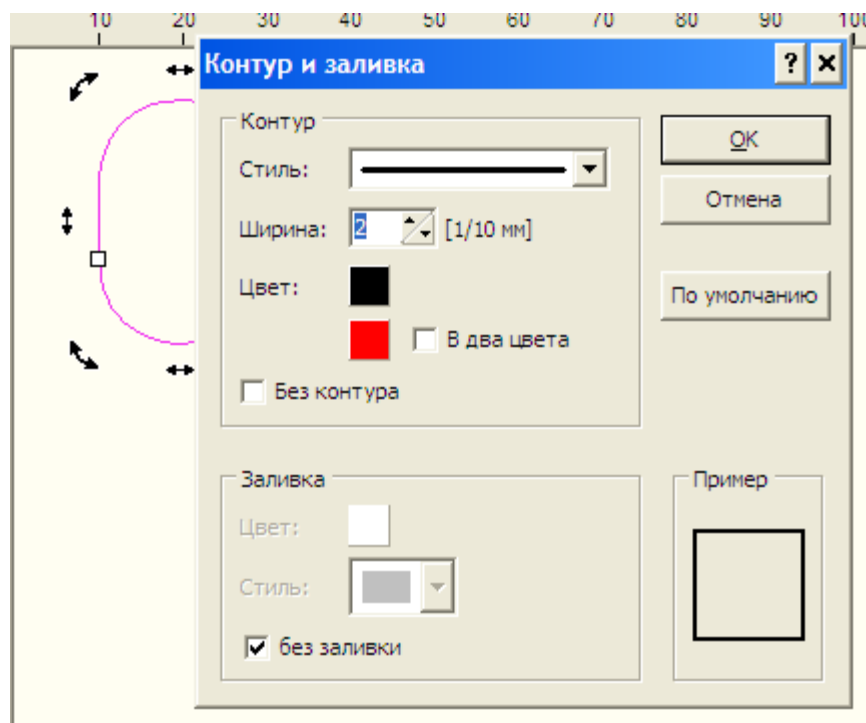 10 20 30 40 50 60 70 80 90 100
Контур и заливка
Контур
Стиль:
Ширина: 2 [1/10 мм]
Цвет:
В два цвета
Без контура
OK
Отмена
По умолчанию
Заливка
Цвет:
Стиль:
без заливки
Пример